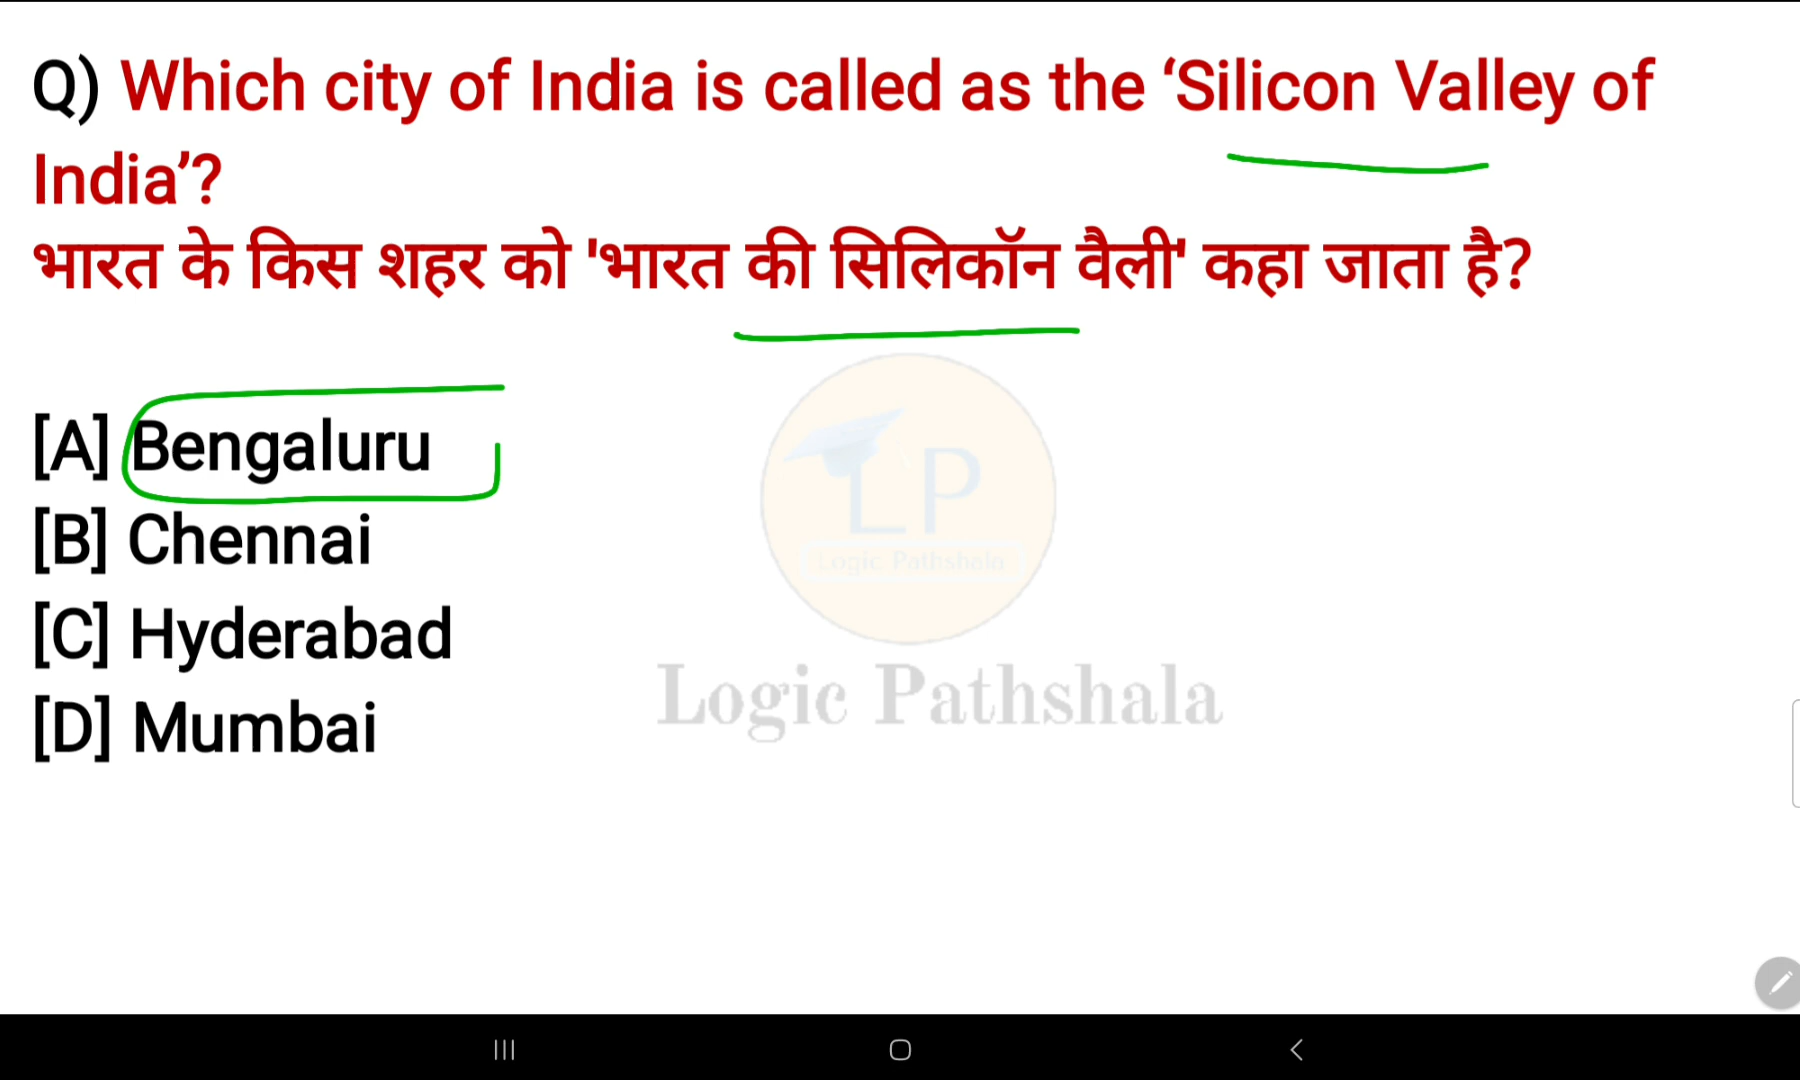 Q) Which city of India is called as the ‘Silicon Valley of
India’?
भारत के किस शहर को 'भारत की सिलिकॉन वैली' कहा जाता है?
[A] Bengaluru
[B] Chennai
[C] Hyderabad
[D] Mumbai
LP
Logic Pathshala
Logic Pathshala